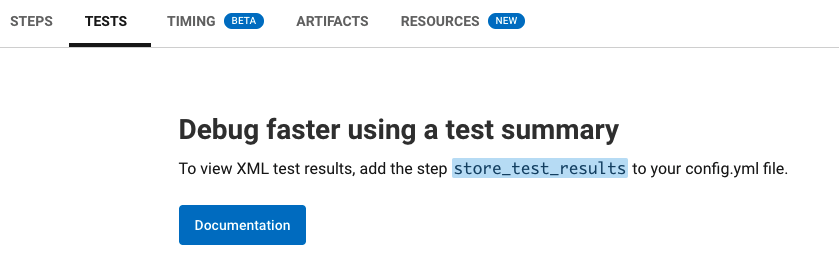 STEPS TESTS TIMING BETA ARTIFACTS RESOURCES NEW
Debug faster using a test summary
To view XML test results, add the step store_test_results to your config.yml file.
Documentation